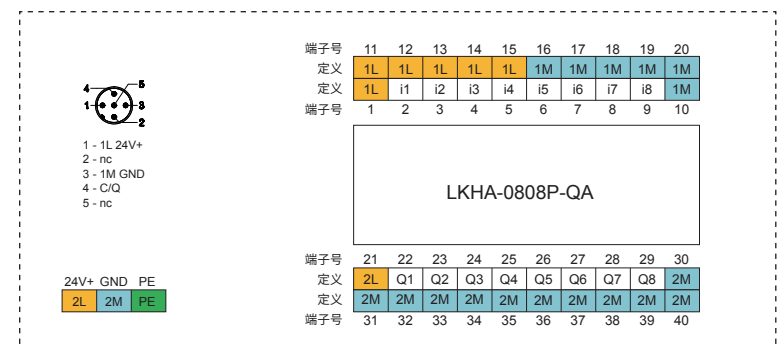 端子号 11 12 13 14 15 16 17 18 19 20
定义 1L 1L 1L 1L 1L 1M 1M 1M 1M 1M
定义 1L i1 i2 i3 i4 i5 i6 i7 i8 1M
端子号 1 2 3 4 5 6 7 8 9 10
4 5
1 3
2
1 - 1L 24V+
2 - nc
3 - 1M GND
4 - C/Q
5 - nc
LKHA-0808P-QA
端子号 21 22 23 24 25 26 27 28 29 30
定义 2L Q1 Q2 Q3 Q4 Q5 Q6 Q7 Q8 2M
定义 2M 2M 2M 2M 2M 2M 2M 2M 2M 2M
端子号 31 32 33 34 35 36 37 38 39 40
24V+ GND PE
2L 2M PE